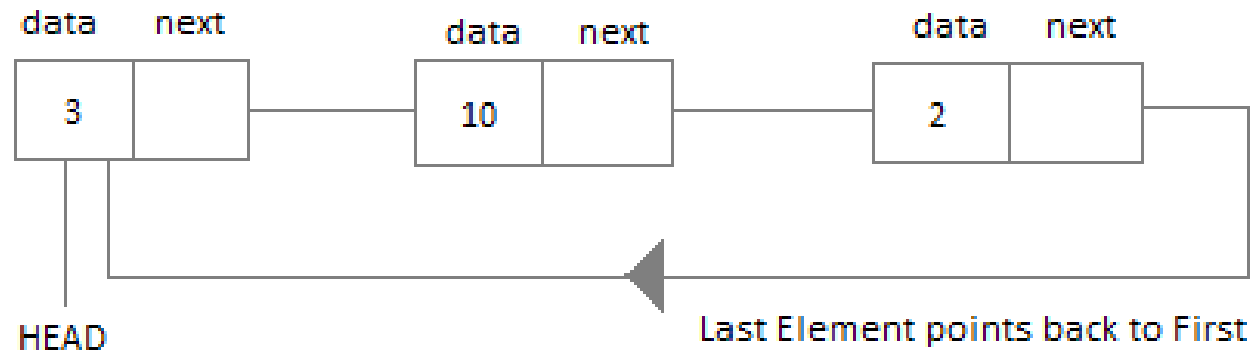 data next data next data next
3 10 2
HEAD
Last Element points back to First